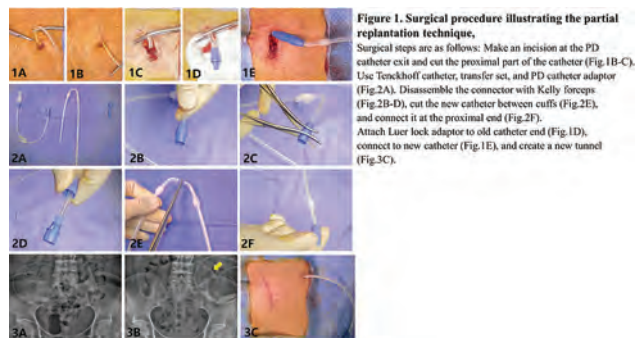 1A
1B
1C
1D
1E
2A
2B
2C
2D
2E
2F
3A
3B
3C
Figure 1. Surgical procedure illustrating the partial
replantation technique,
Surgical steps are as follows: Make an incision at the PD
catheter exit and cut the proximal part of the catheter (Fig.1B-C).
Use Tenckhoff catheter, transfer set, and PD catheter adaptor
(Fig.2A). Disassemble the connector with Kelly forceps
(Fig.2B-D), cut the new catheter between cuffs (Fig.2E),
and connect it at the proximal end (Fig.2F).
Attach Luer lock adaptor to old catheter end (Fig.1D),
connect to new catheter (Fig.1E), and create a new tunnel
(Fig.3C).